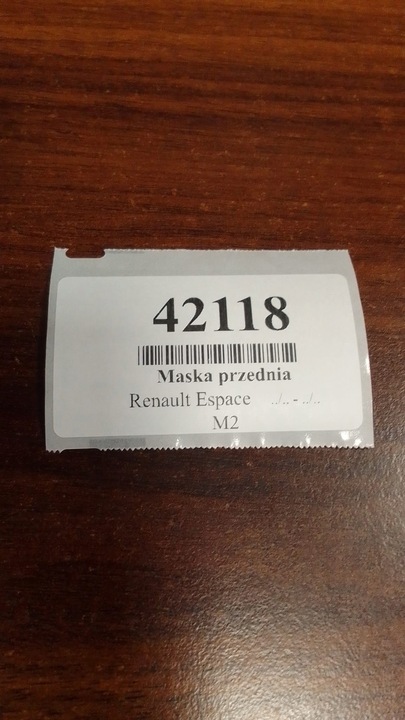 42118
Maska przednia
Renault Espace ../.. - ../..
M2